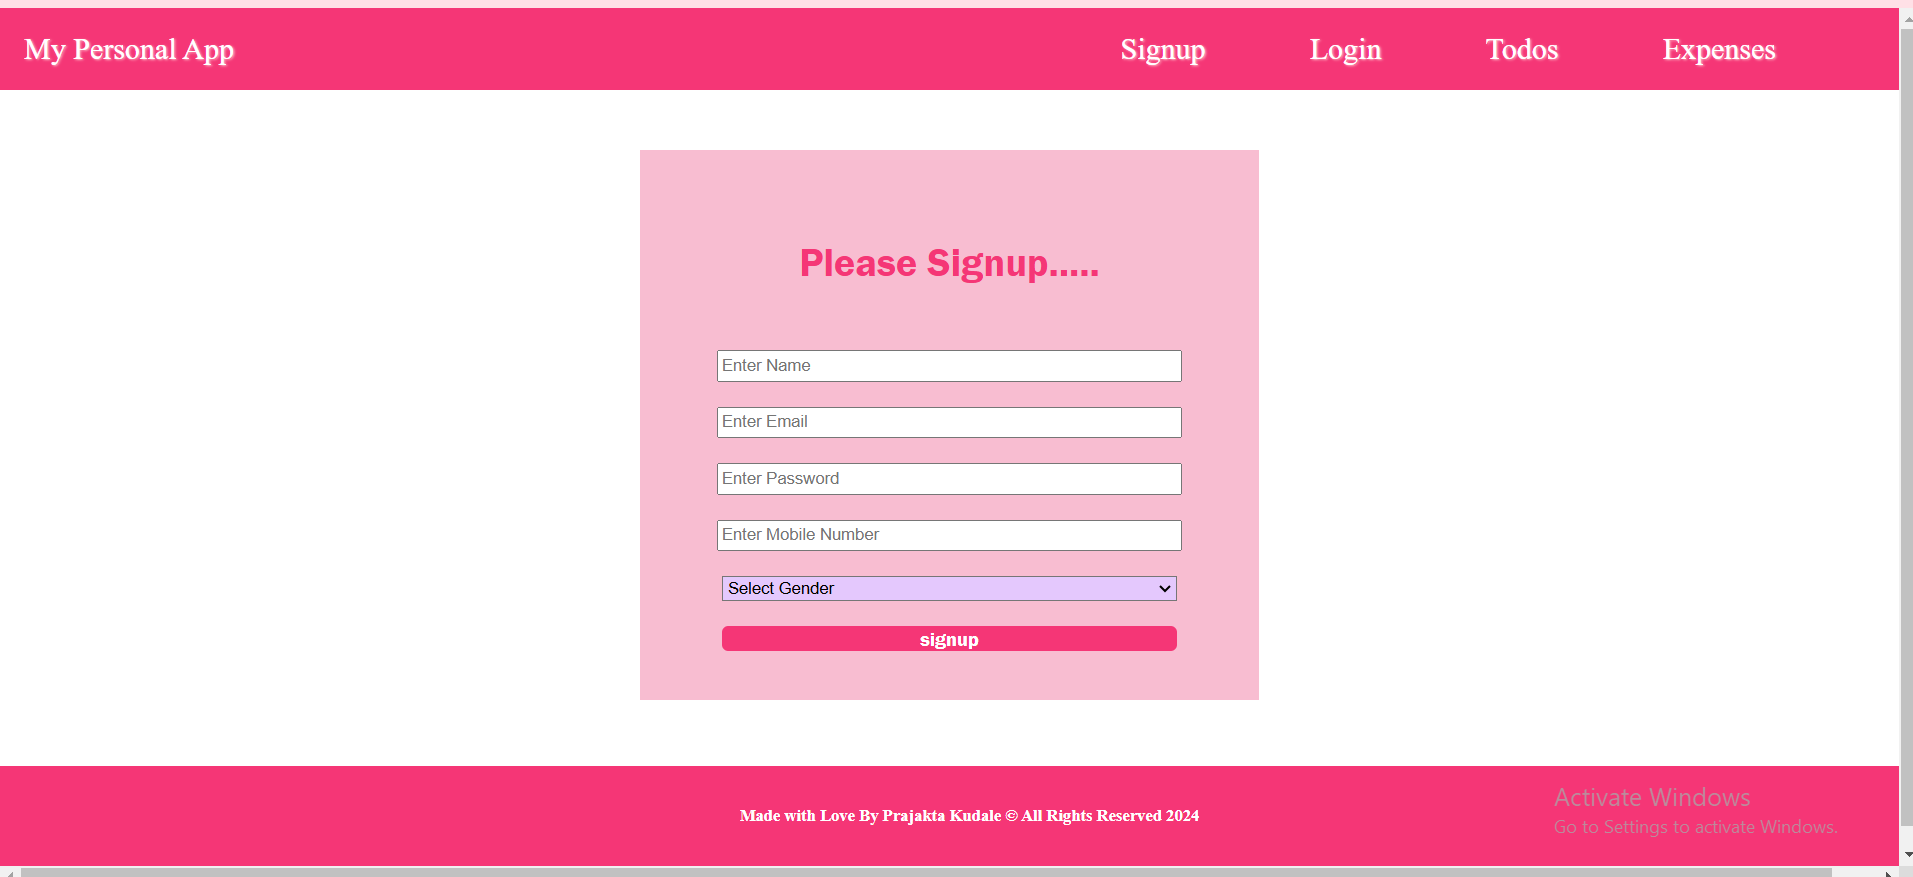 My Personal App Signup Login Todos Expenses
Please Signup.....
Enter Name
Enter Email
Enter Password
Enter Mobile Number
Select Gender
signup
Made with Love By Prajakta Kudale © All Rights Reserved 2024
Activate Windows
Go to Settings to activate Windows.